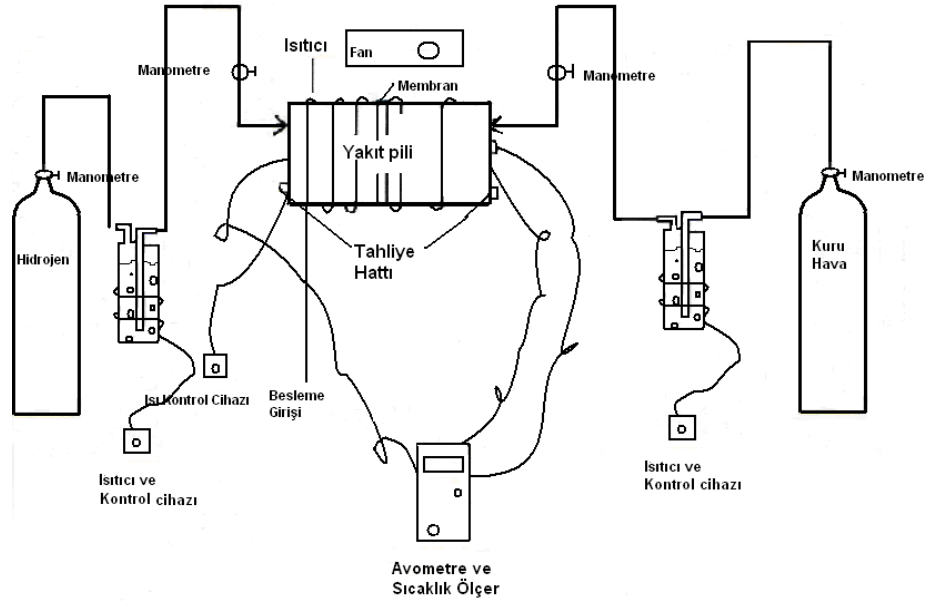 Isıtıcı
Fan
Manometre
Manometre
Membran
Yakıt pili
Manometre
Manometre
Hidrojen
Tahliye
Hattı
Kuru
Hava
Isı Kontrol Cihazı
Besleme
Girişi
Isıtıcı ve
Kontrol cihazı
Isıtıcı ve
Kontrol cihazı
Avometre ve
Sıcaklık Ölçer